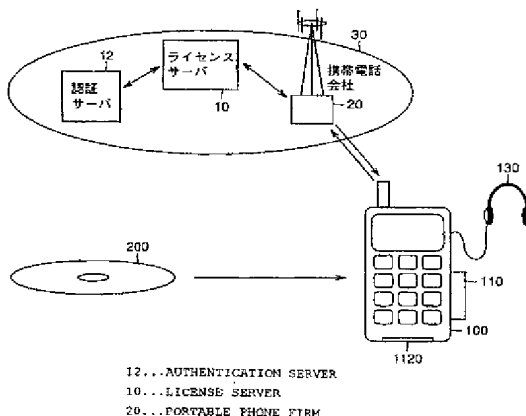 30
12
ライセンス
サーバ
認証
サーバ
10
携帯電話
会社
20
130
200
110
100
1120
12...AUTHENTICATION SERVER
10...LICENSE SERVER
20...PORTABLE PHONE FIRM